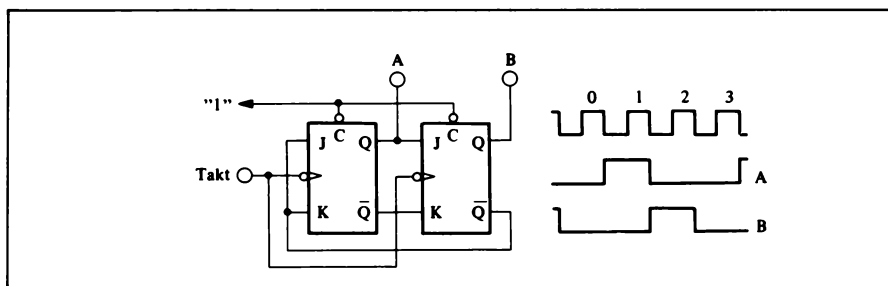 A B
"1"
C C
J Q J Q
Takt
K Q̄ K Q̄
0 1 2 3
A
B